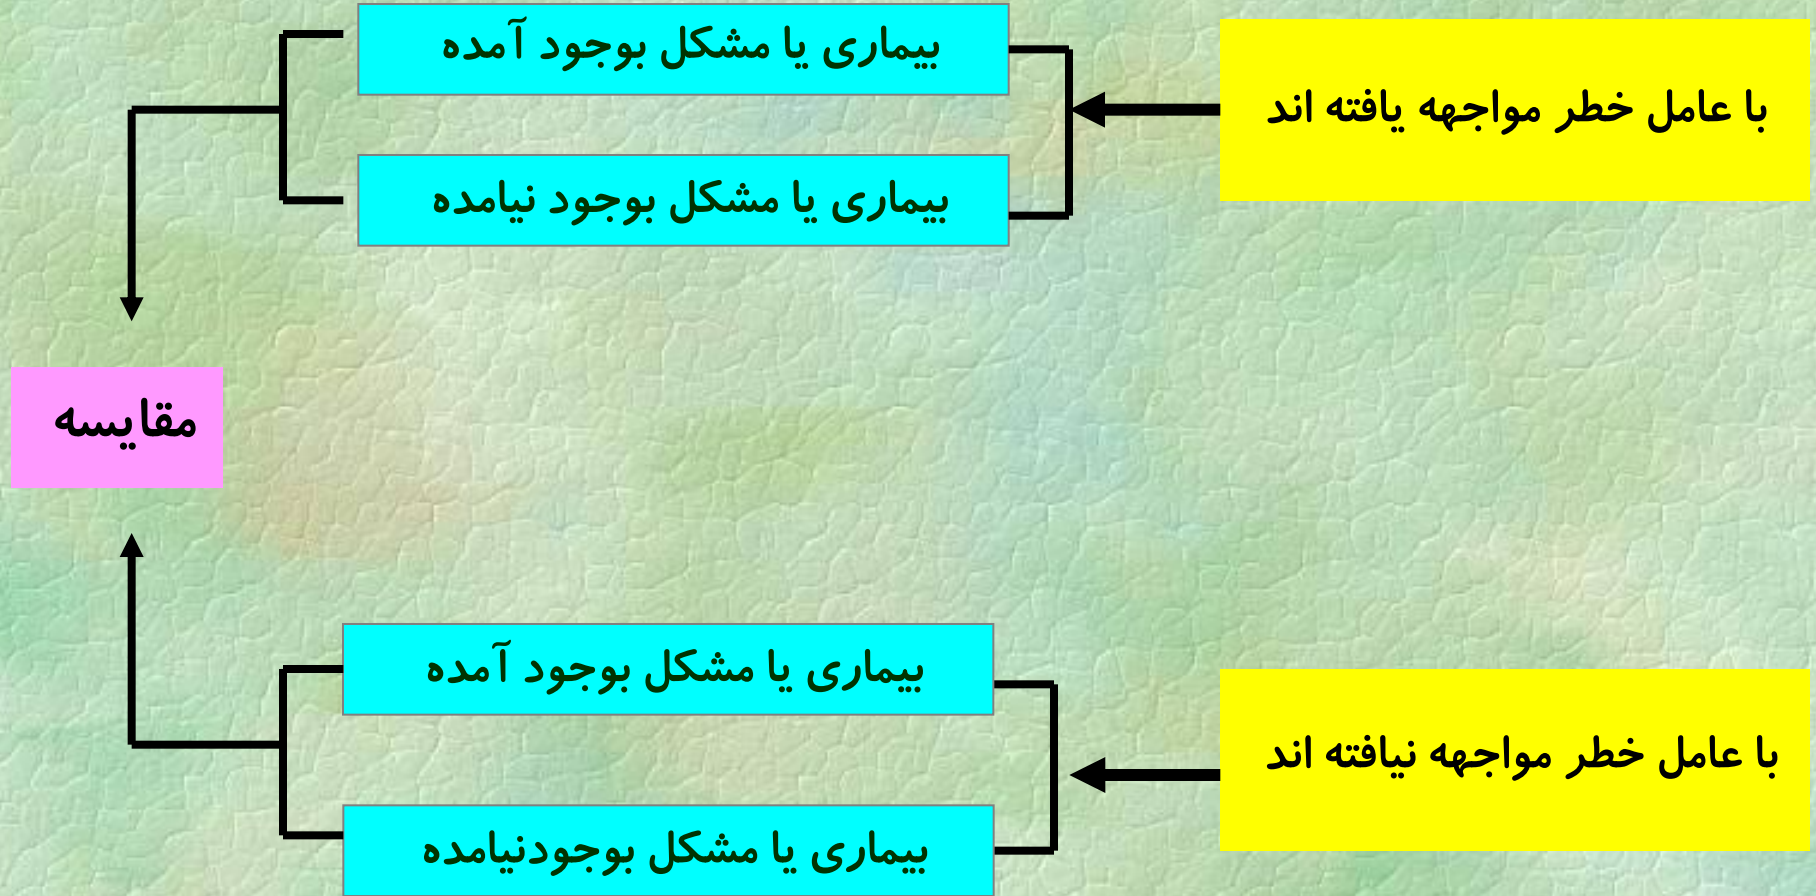 با عامل خطر مواجهه یافته اند
بیماری یا مشکل بوجود آمده
بیماری یا مشکل بوجود نیامده
مقایسه
با عامل خطر مواجهه نیافته اند
بیماری یا مشکل بوجود آمده
بیماری یا مشکل بوجودنیامده